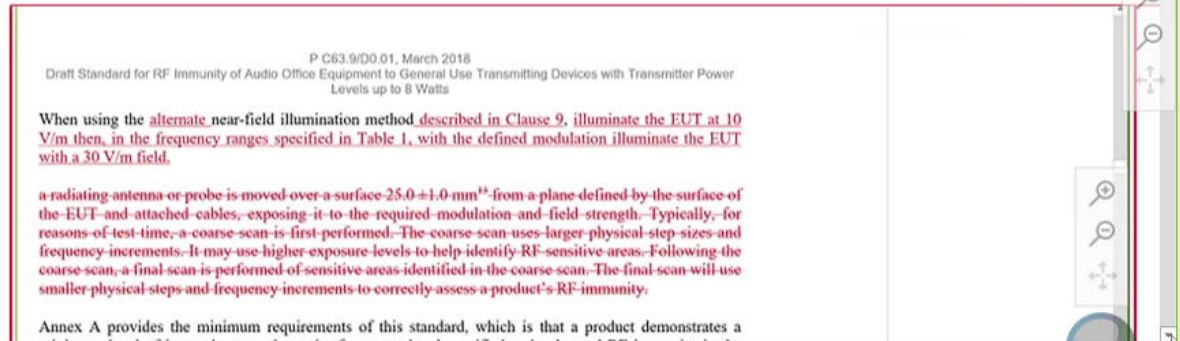 P C63.9/D0.01, March 2018
Draft Standard for RF Immunity of Audio Office Equipment to General Use Transmitting Devices with Transmitter Power
Levels up to 8 Watts
When using the alternate near-field illumination method described in Clause 9, illuminate the EUT at 10
V/m then, in the frequency ranges specified in Table 1, with the defined modulation illuminate the EUT
with a 30 V/m field.
a radiating antenna or probe is moved over a surface 25.0 ±1.0 mm from a plane defined by the surface of
the EUT and attached cables, exposing it to the required modulation and field strength. Typically, for
reasons of test time, a coarse scan is first performed. The coarse scan uses larger physical step sizes and
frequency increments. It may use higher exposure levels to help identify RF sensitive areas. Following the
coarse scan, a final scan is performed of sensitive areas identified in the coarse scan. The final scan will use
smaller physical steps and frequency increments to correctly assess a product's RF immunity.
Annex A provides the minimum requirements of this standard, which is that a product demonstrates a